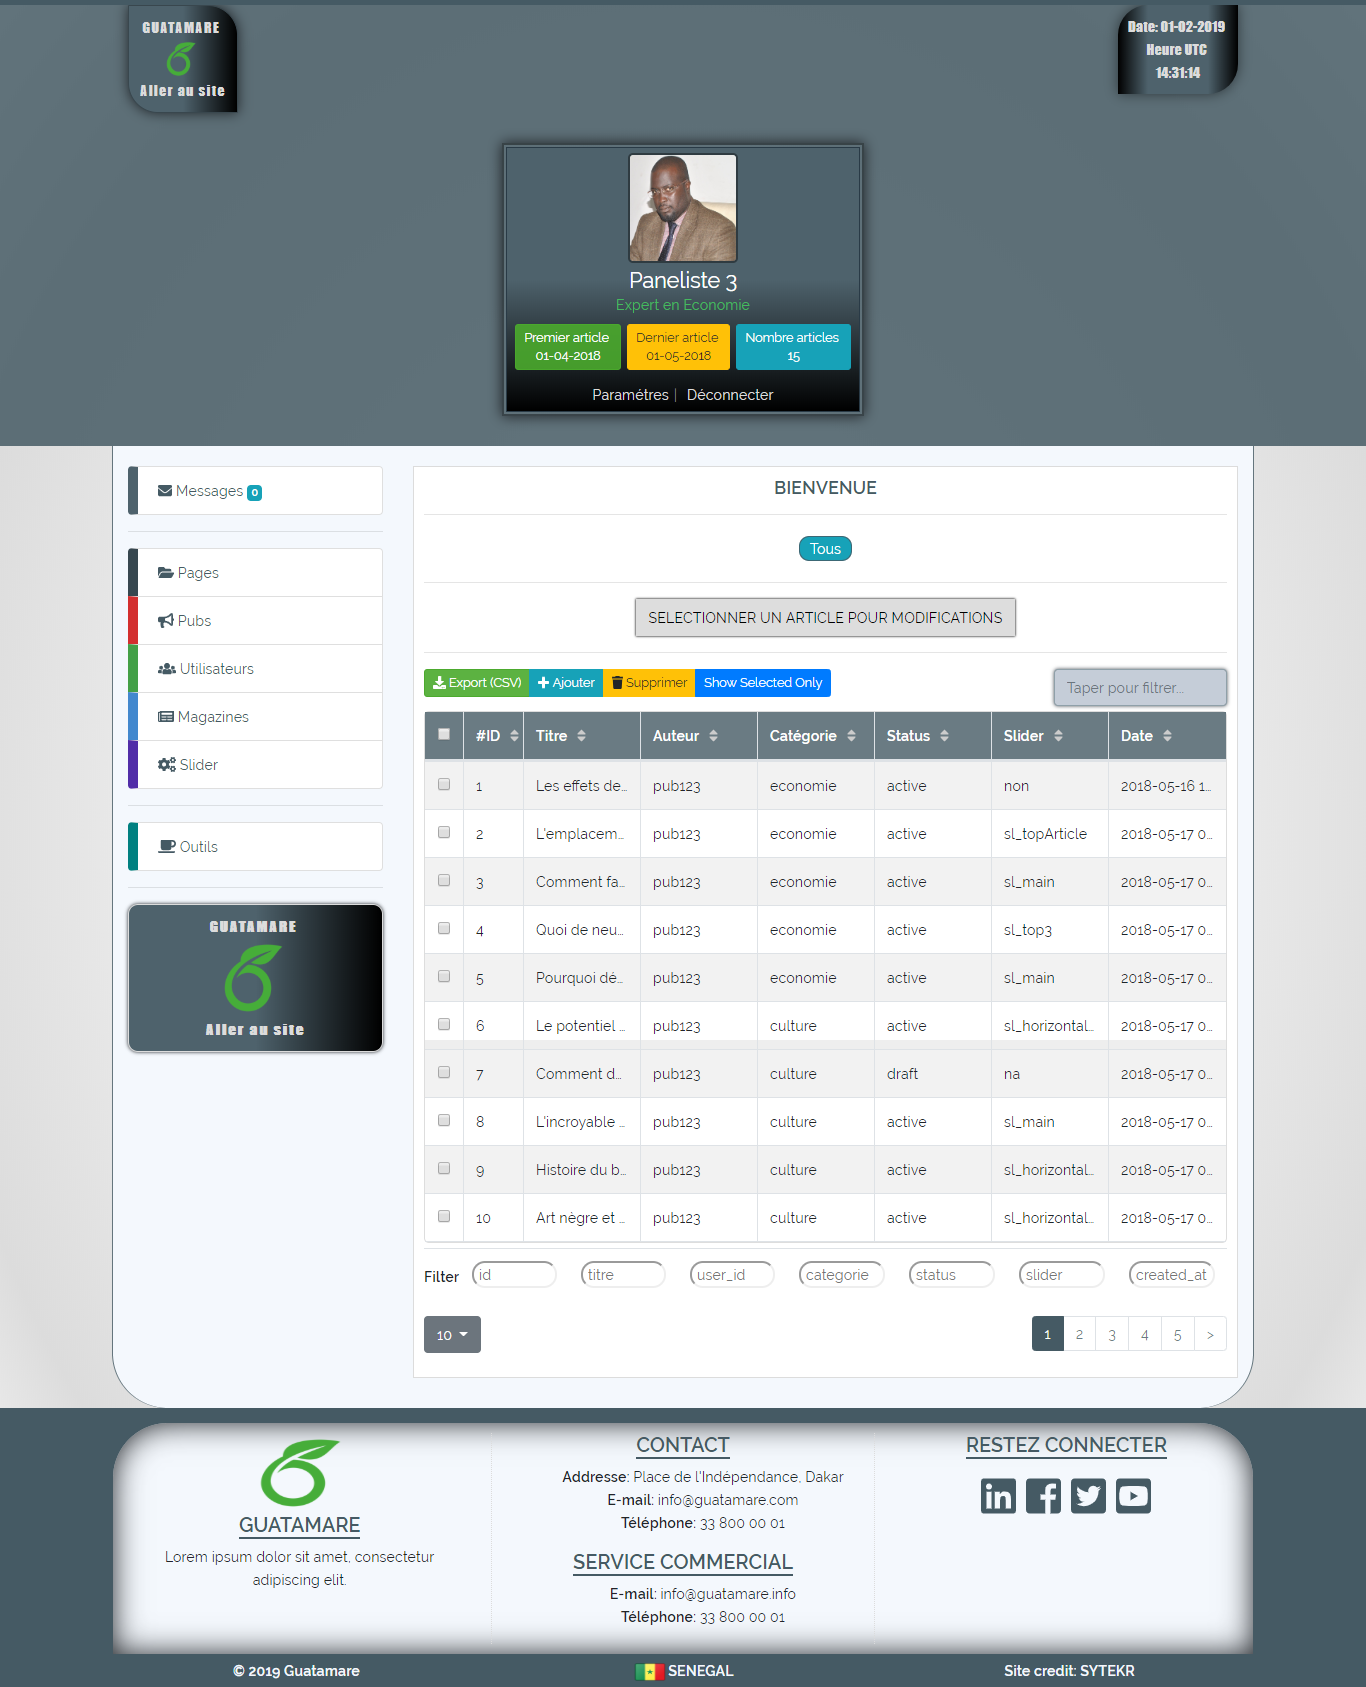 GUATAMARE
Aller au site
Date: 01-02-2019
Heure UTC
14:31:14
Paneliste 3
Expert en Economie
Premier article
01-04-2018
Dernier article
01-05-2018
Nombre articles
15
Paramétres | Déconnecter
Messages 0
Pages
Pubs
Utilisateurs
Magazines
Slider
Outils
GUATAMARE
Aller au site
BIENVENUE
Tous
SELECTIONNER UN ARTICLE POUR MODIFICATIONS
Export (CSV) Ajouter Supprimer Show Selected Only
Taper pour filtrer...
#ID Titre Auteur Catégorie Status Slider Date
1 Les effets de... pub123 economie active non 2018-05-16 1...
2 L'emplacem... pub123 economie active sl_topArticle 2018-05-17 0...
3 Comment fa... pub123 economie active sl_main 2018-05-17 0...
4 Quoi de neu... pub123 economie active sl_top3 2018-05-17 0...
5 Pourquoi dé... pub123 economie active sl_main 2018-05-17 0...
6 Le potentiel ... pub123 culture active sl_horizontal... 2018-05-17 0...
7 Comment d... pub123 culture draft na 2018-05-17 0...
8 L'incroyable ... pub123 culture active sl_main 2018-05-17 0...
9 Histoire du b... pub123 culture active sl_horizontal... 2018-05-17 0...
10 Art nègre et ... pub123 culture active sl_horizontal... 2018-05-17 0...
Filter id titre user_id categorie status slider created_at
10
1 2 3 4 5 >
GUATAMARE
Lorem ipsum dolor sit amet, consectetur
adipiscing elit.
CONTACT
Addresse: Place de l'Indépendance, Dakar
E-mail: info@guatamare.com
Téléphone: 33 800 00 01
SERVICE COMMERCIAL
E-mail: info@guatamare.info
Téléphone: 33 800 00 01
RESTEZ CONNECTER
© 2019 Guatamare
SENEGAL
Site credit: SYTEKR